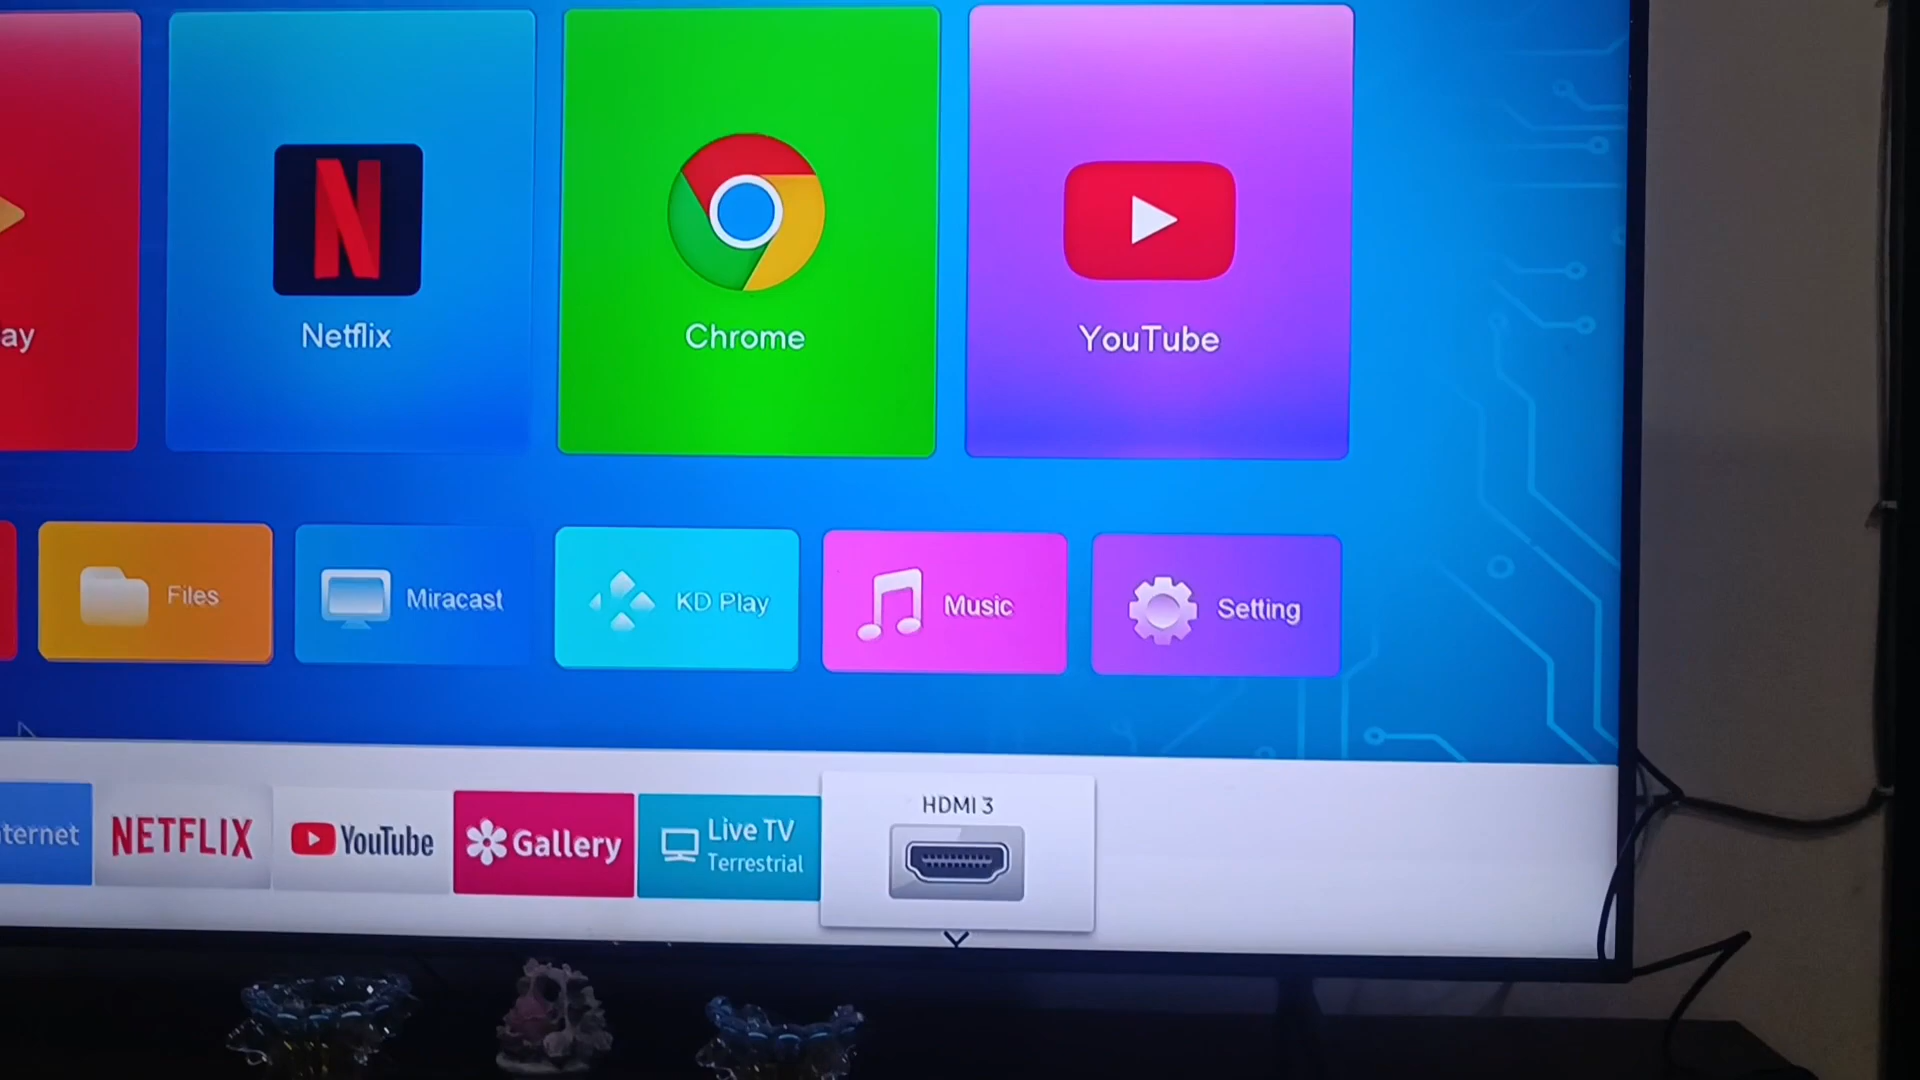 ay
Netflix
Chrome
YouTube
Files
Miracast
KD Play
Music
Setting
ternet
NETFLIX
YouTube
Gallery
Live TV
Terrestrial
HDMI 3